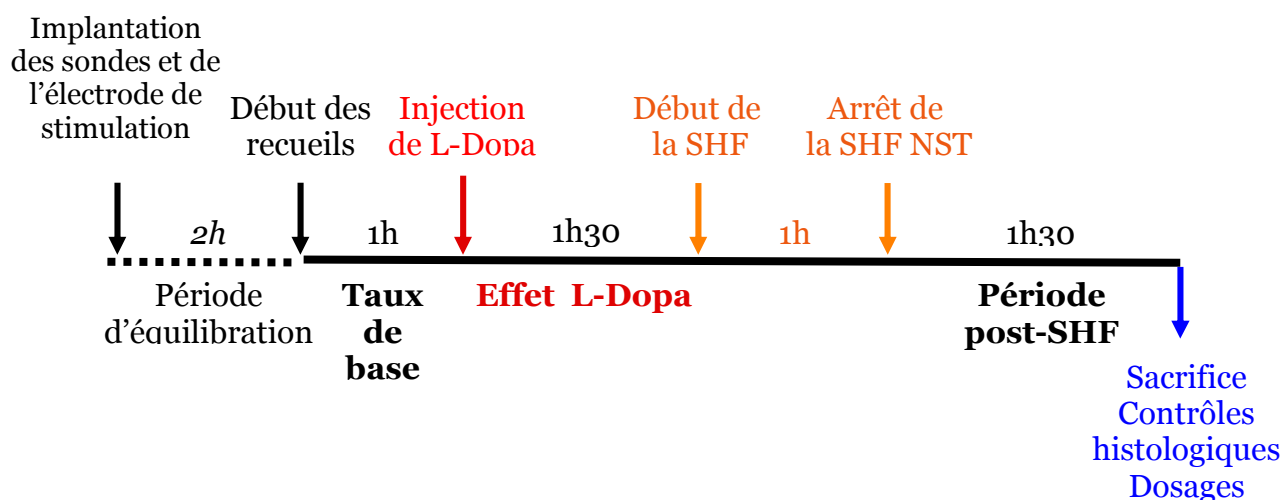 Implantation
des sondes et de
l'électrode de
stimulation
Début des
recueils
Injection
de L-Dopa
Début de
la SHF
Arrêt de
la SHF NST
2h
1h
1h30
1h
1h30
Période
d'équilibration
Taux
de
base
Effet L-Dopa
Période
post-SHF
Sacrifice
Contrôles
histologiques
Dosages